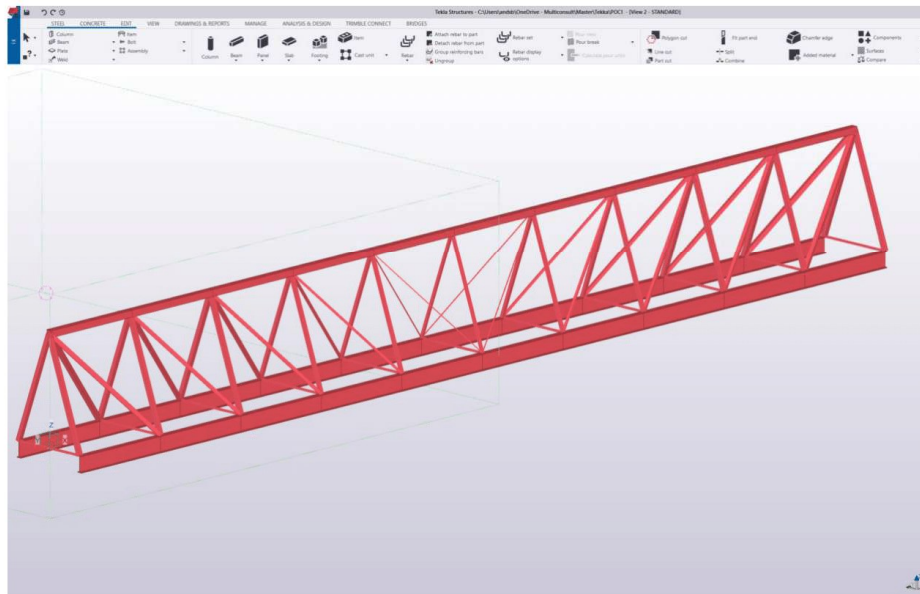 Tekla Structures - C:\Users\andsb\OneDrive - Multiconsult\Master\Tekla\POC1 - [View 2 - STANDARD]
STEEL CONCRETE EDIT VIEW DRAWINGS & REPORTS MANAGE ANALYSIS & DESIGN TRIMBLE CONNECT BRIDGES
Column Item
Beam Bolt
Plate Assembly
Weld
Column Beam Panel Slab Footing
Item
Cast unit
Rebar
Attach rebar to part
Detach rebar from part
Group reinforcing bars
Ungroup
Rebar set
Rebar display
options
Pour break
Polygon cut
Line cut
Part cut
Fit part end
Split
Combine
Chamfer edge
Added material
Components
Surfaces
Compare
Z